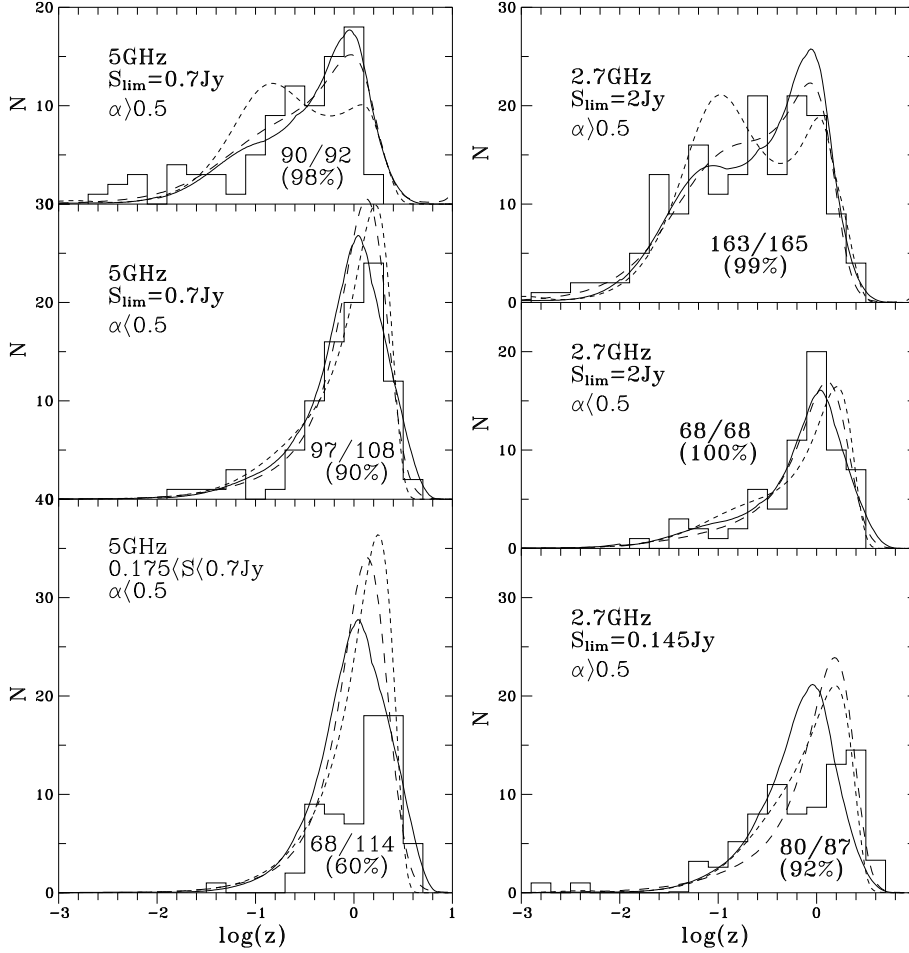 20
5GHz
S_lim=0.7Jy
α⟩0.5
N
10
90/92
(98%)
30
5GHz
S_lim=0.7Jy
α⟨0.5
20
N
10
97/108
(90%)
40
5GHz
0.175⟨S⟨0.7Jy
α⟨0.5
30
N
20
10
68/114
(60%)
0
-3 -2 -1 0 1
log(z)
30
2.7GHz
S_lim=2Jy
α⟩0.5
20
N
10
163/165
(99%)
0
20
2.7GHz
S_lim=2Jy
α⟨0.5
N
10
68/68
(100%)
0
30
2.7GHz
S_lim=0.145Jy
α⟩0.5
20
N
10
80/87
(92%)
0
-3 -2 -1 0
log(z)